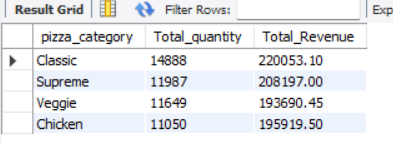 Result Grid Filter Rows: Exp
pizza_category Total_quantity Total_Revenue
Classic 14888 220053.10
Supreme 11987 208197.00
Veggie 11649 193690.45
Chicken 11050 195919.50